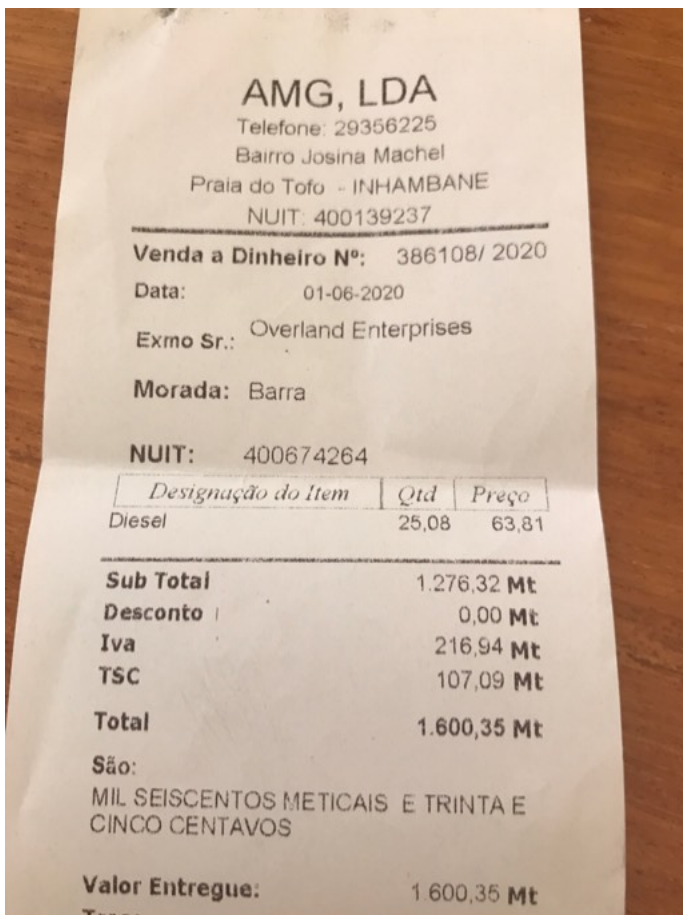 AMG, LDA
Telefone: 29356225
Bairro Josina Machel
Praia do Tofo - INHAMBANE
NUIT: 400139237
Venda a Dinheiro Nº: 386108/ 2020
Data: 01-06-2020
Exmo Sr.: Overland Enterprises
Morada: Barra
NUIT: 400674264
Designação do Item Qtd Preço
Diesel 25,08 63,81
Sub Total 1.276,32 Mt
Desconto 0,00 Mt
Iva 216,94 Mt
TSC 107,09 Mt
Total 1.600,35 Mt
São:
MIL SEISCENTOS METICAIS E TRINTA E
CINCO CENTAVOS
Valor Entregue: 1.600,35 Mt